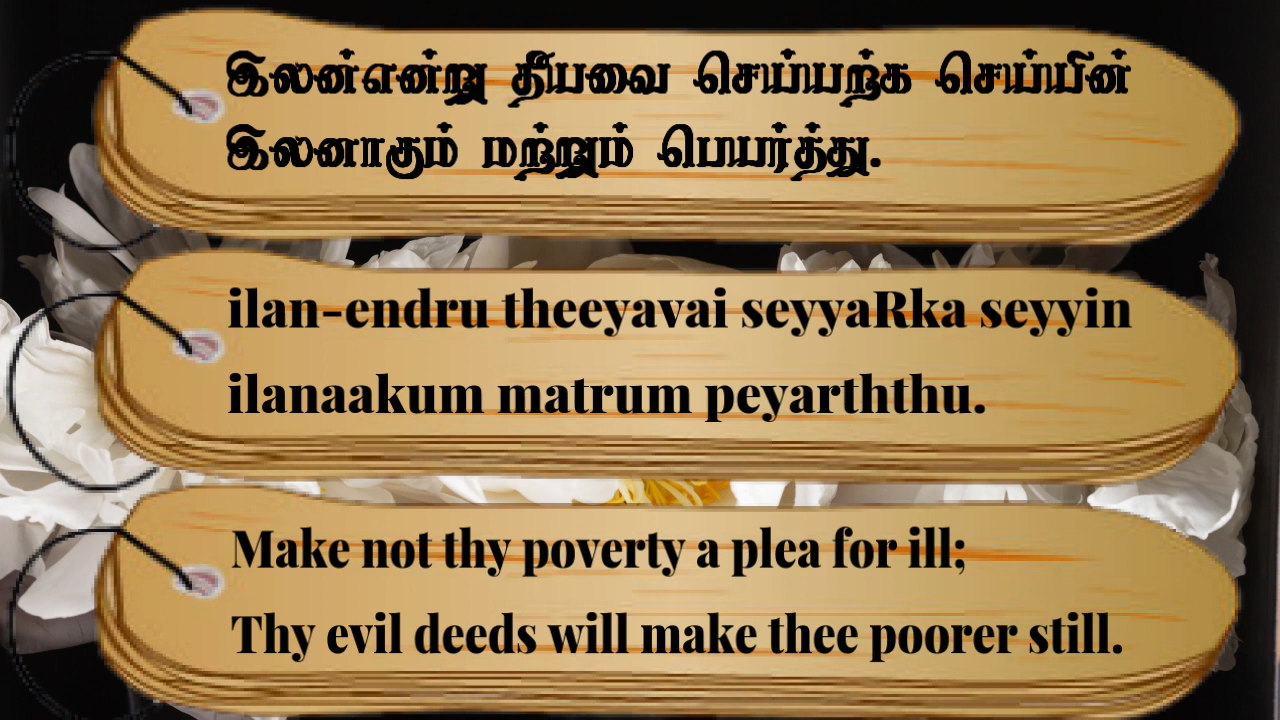 இலன்என்று தீயவை செய்யற்க செய்யின்
இலனாகும் மற்றும் பெயர்த்து.
ilan-endru theeyavai seyyaRka seyyin
ilanaakum matrum peyarththu.
Make not thy poverty a plea for ill;
Thy evil deeds will make thee poorer still.